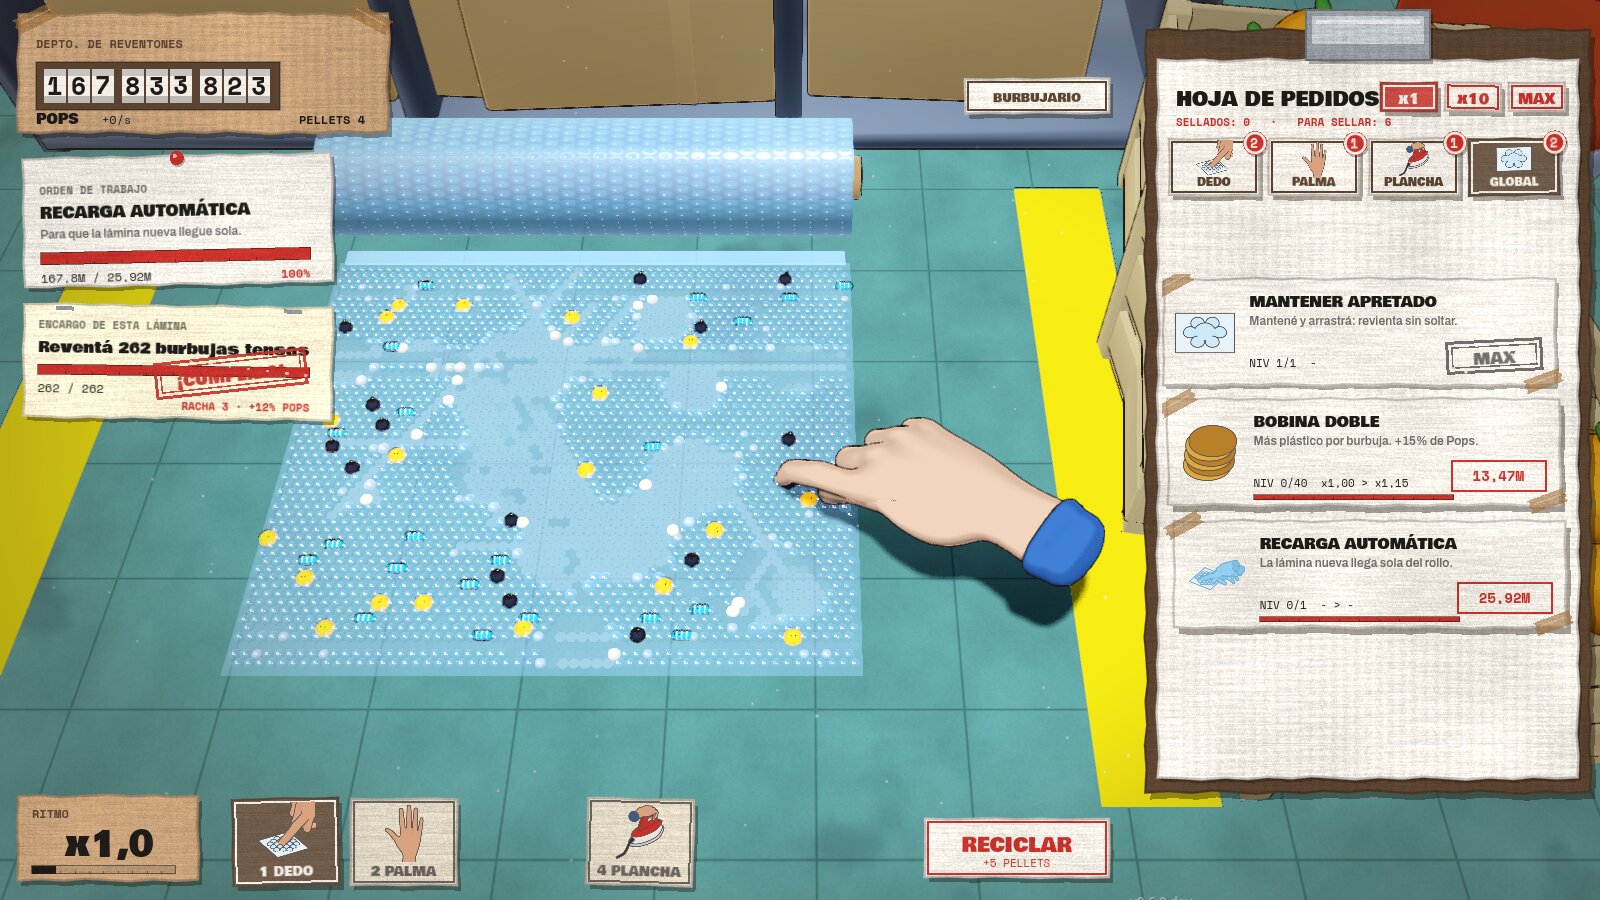 DEPTO. DE REVENTONES
167 833 823
POPS +0/s PELLETS 4
ORDEN DE TRABAJO
RECARGA AUTOMÁTICA
Para que la lámina nueva llegue sola.
167.8M / 25.92M 100%
ENCARGO DE ESTA LÁMINA
Reventá 262 burbujas tensas
262 / 262
RACHA 3 · +12% POPS
BURBUJARIO
HOJA DE PEDIDOS x1 x10 MAX
SELLADOS: 0 · PARA SELLAR: 6
2 1 1 2
DEDO PALMA PLANCHA GLOBAL
MANTENER APRETADO
Mantené y arrastrá: revienta sin soltar.
NIV 1/1 -
MAX
BOBINA DOBLE
Más plástico por burbuja. +15% de Pops.
NIV 0/40 x1,00 > x1,15
13,47M
RECARGA AUTOMÁTICA
La lámina nueva llega sola del rollo.
NIV 0/1 - > -
25,92M
RITMO
x1,0
1 DEDO
2 PALMA
4 PLANCHA
RECICLAR
+5 PELLETS